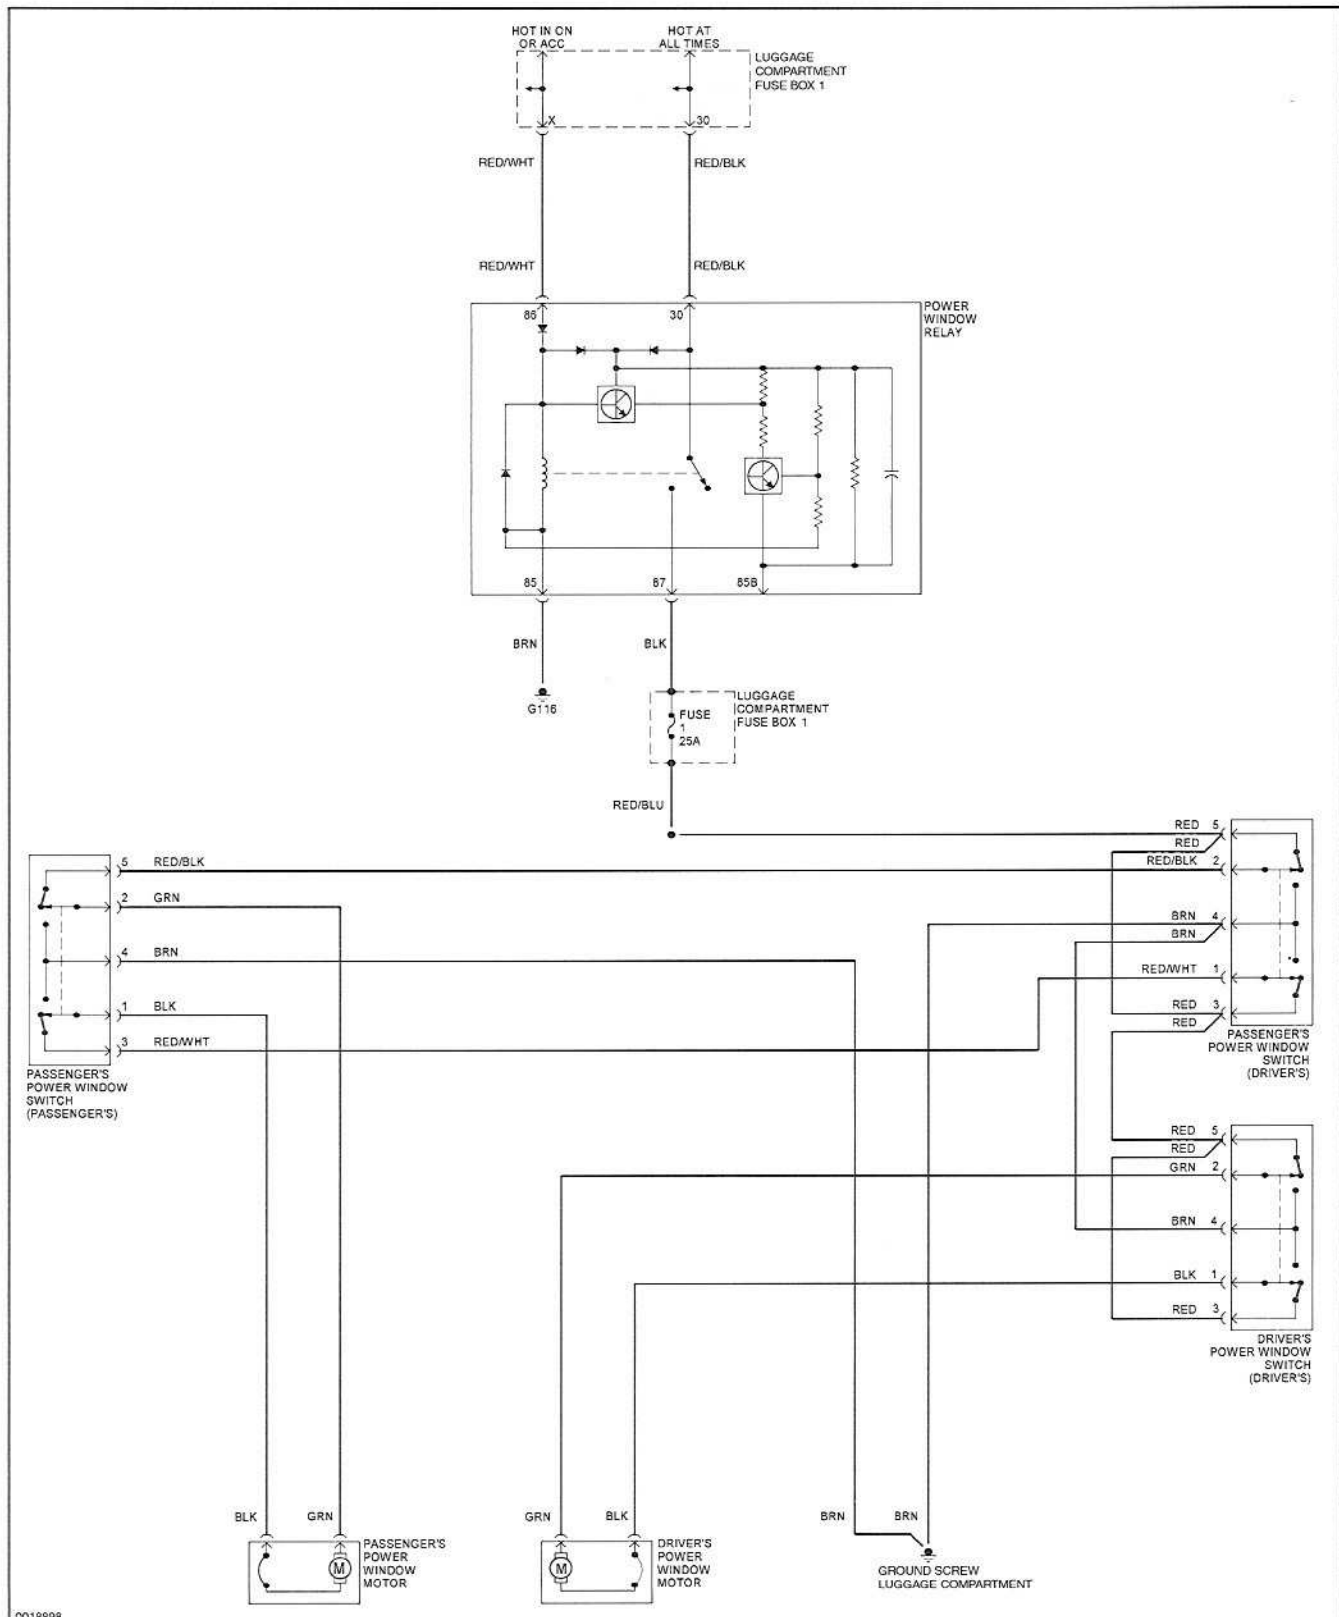 HOT IN ON
OR ACC
HOT AT
ALL TIMES
LUGGAGE
COMPARTMENT
FUSE BOX 1
X
30
RED/WHT
RED/BLK
RED/WHT
RED/BLK
86
30
POWER
WINDOW
RELAY
85
87
85B
BRN
BLK
G116
LUGGAGE
COMPARTMENT
FUSE BOX 1
FUSE
1
25A
RED/BLU
RED 5
RED
RED/BLK 2
BRN 4
BRN
RED/WHT 1
RED 3
RED
PASSENGER'S
POWER WINDOW
SWITCH
(DRIVER'S)
5 RED/BLK
2 GRN
4 BRN
1 BLK
3 RED/WHT
PASSENGER'S
POWER WINDOW
SWITCH
(PASSENGER'S)
RED 5
RED
GRN 2
BRN 4
BLK 1
RED 3
DRIVER'S
POWER WINDOW
SWITCH
(DRIVER'S)
BLK
GRN
GRN
BLK
BRN
BRN
M
PASSENGER'S
POWER
WINDOW
MOTOR
M
DRIVER'S
POWER
WINDOW
MOTOR
GROUND SCREW
LUGGAGE COMPARTMENT